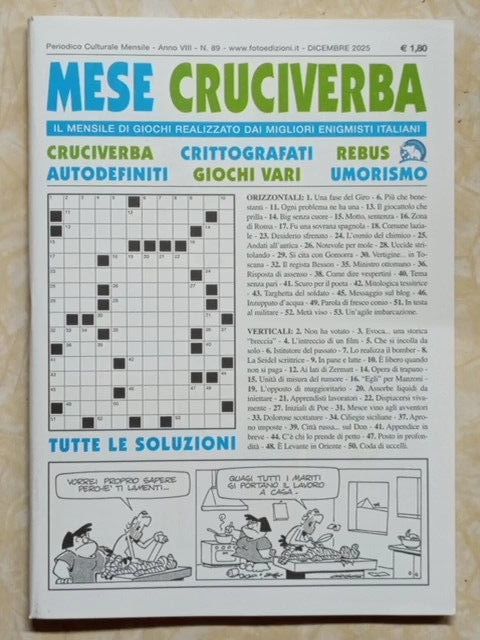 Periodico Culturale Mensile - Anno VIII - N. 89 - www.fotoedizioni.it - DICEMBRE 2025 € 1,80
MESE CRUCIVERBA
IL MENSILE DI GIOCHI REALIZZATO DAI MIGLIORI ENIGMISTI ITALIANI
CRUCIVERBA CRITTOGRAFATI REBUS
AUTODEFINITI GIOCHI VARI UMORISMO
ORIZZONTALI: 1. Una fase del Giro - 6. Più che bene-
stanti - 11. Ogni problema ne ha una - 13. Il giocattolo che
prilla - 14. Big senza cuore - 15. Motto, sentenza - 16. Zona
di Roma - 17. Fu una sovrana spagnola - 18. Comune lazia-
le - 23. Desiderio sfrenato - 24. L'osmio del chimico - 25.
Andati all'antica - 26. Notevole per mole - 28. Uccide stri-
tolando - 29. Si cita con Gomorra - 30. Vertigine... in To-
scana - 32. Il regista Besson - 35. Ministro ottomano - 36.
Risposta di assenso - 38. Come dire vespertini - 40. Tema
senza pari - 41. Scuro per il poeta - 42. Mitologica tessitrice
- 43. Targhetta del soldato - 45. Messaggio sul blog - 46.
Inzuppato d'acqua - 49. Parola di fresco conio - 51. In testa
al militare - 52. Metà viso - 53. Un'agile imbarcazione.
VERTICALI: 2. Non ha votato - 3. Evoca... una storica
"breccia" - 4. L'intreccio di un film - 5. Che si incolla da
solo - 6. Istitutore del passato - 7. Lo realizza il bomber - 8.
La Seidel scrittrice - 9. In pane e latte - 10. È libero quando
non si paga - 12. Ai lati di Zermatt - 14. Opera di trapano
- 15. Unità di misura del rumore - 16. "Egli" per Manzoni -
19. L'opposto di maggioritario - 20. Assorbe liquidi da
iniettare - 21. Apprendisti lavoratori - 22. Dispiacersi viva-
mente - 27. Iniziali di Poe - 31. Mesce vino agli avventori
- 33. Dolorose scottature - 34. Ciliegie siciliane - 37. Apro-
no imposte - 39. Città russa... sul Don - 41. Appendice in
breve - 44. C'è chi lo prende di petto - 47. Posto in profon-
dità - 48. È Levante in Oriente - 50. Coda di uccelli.
TUTTE LE SOLUZIONI
VORREI PROPRIO SAPERE
PERCHE' TI LAMENTI...
QUASI TUTTI I MARITI
SI PORTANO IL LAVORO
A CASA.